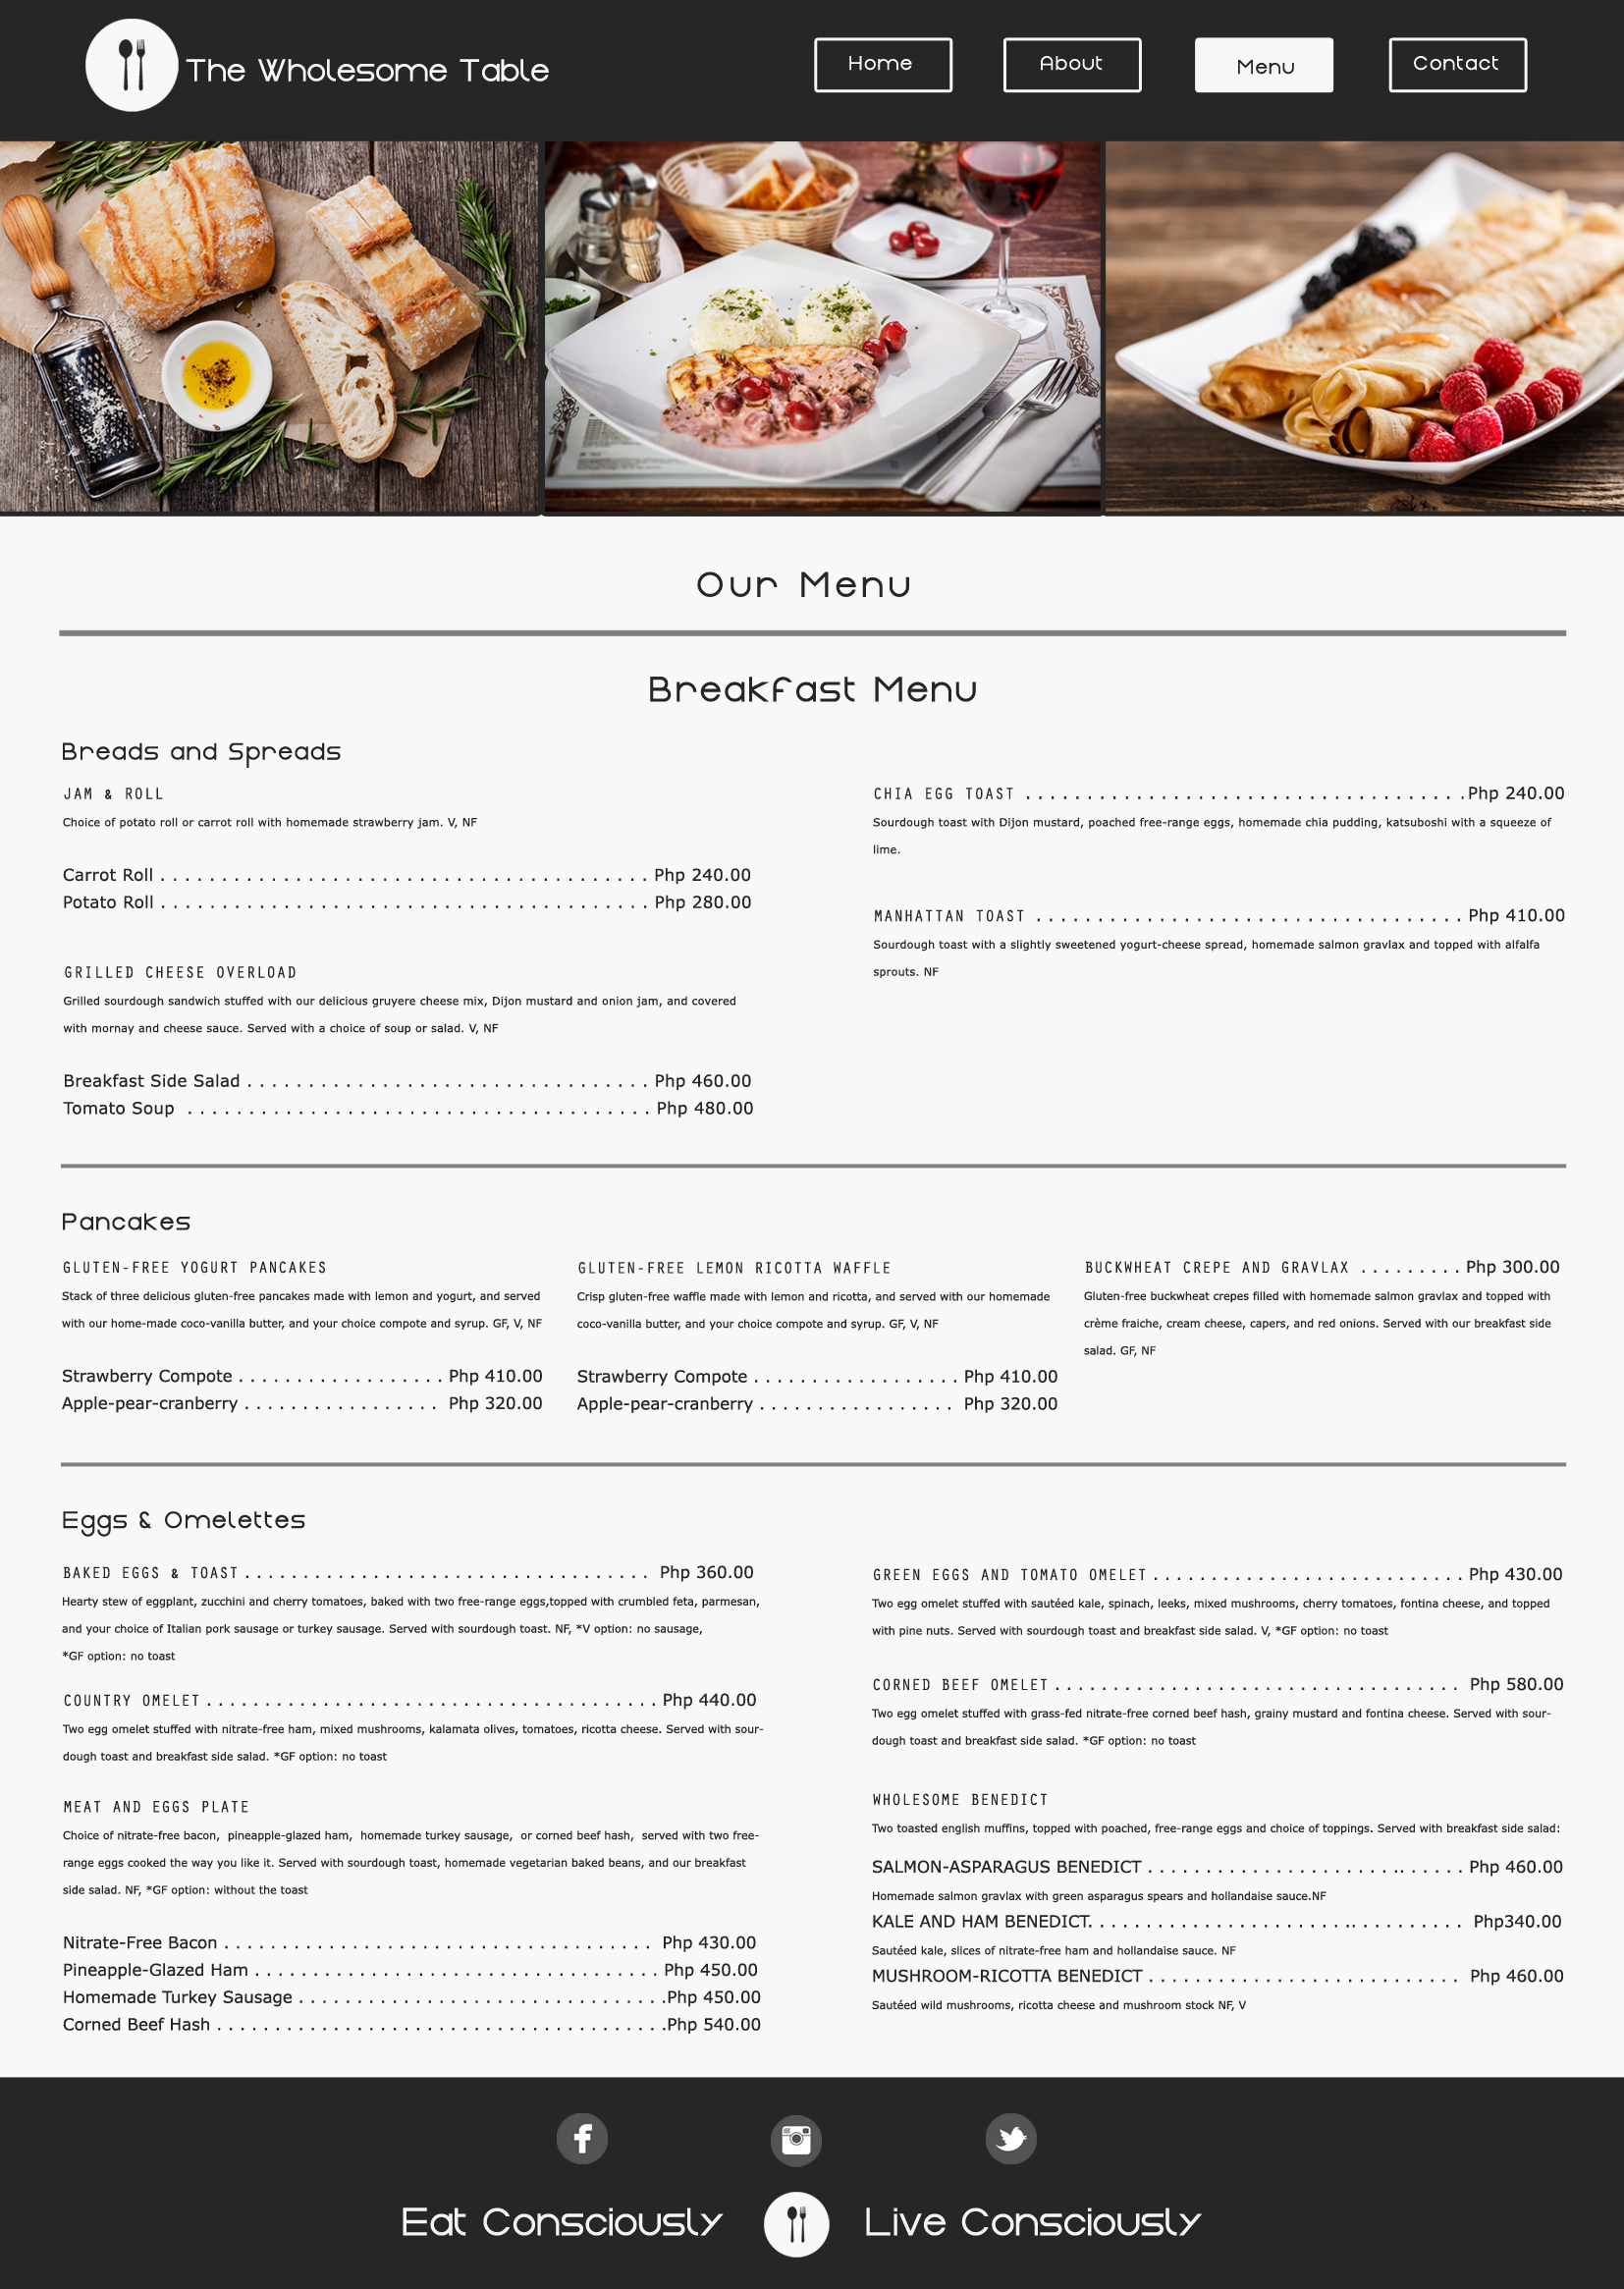 The Wholesome Table
Home
About
Menu
Contact
Our Menu
Breakfast Menu
Breads and Spreads
JAM & ROLL
Choice of potato roll or carrot roll with homemade strawberry jam. V, NF
Carrot Roll . . . . . . . . . . . . . . . . . . . . . . . . . . . . . . . . . . . . . . . . Php 240.00
Potato Roll . . . . . . . . . . . . . . . . . . . . . . . . . . . . . . . . . . . . . . . . Php 280.00
GRILLED CHEESE OVERLOAD
Grilled sourdough sandwich stuffed with our delicious gruyere cheese mix, Dijon mustard and onion jam, and covered
with mornay and cheese sauce. Served with a choice of soup or salad. V, NF
Breakfast Side Salad . . . . . . . . . . . . . . . . . . . . . . . . . . . . . . . . . Php 460.00
Tomato Soup . . . . . . . . . . . . . . . . . . . . . . . . . . . . . . . . . . . . . . Php 480.00
CHIA EGG TOAST . . . . . . . . . . . . . . . . . . . . . . . . . . . . . . . . . . . .Php 240.00
Sourdough toast with Dijon mustard, poached free-range eggs, homemade chia pudding, katsuboshi with a squeeze of
lime.
MANHATTAN TOAST . . . . . . . . . . . . . . . . . . . . . . . . . . . . . . . . . . . Php 410.00
Sourdough toast with a slightly sweetened yogurt-cheese spread, homemade salmon gravlax and topped with alfalfa
sprouts. NF
Pancakes
GLUTEN-FREE YOGURT PANCAKES
Stack of three delicious gluten-free pancakes made with lemon and yogurt, and served
with our home-made coco-vanilla butter, and your choice compote and syrup. GF, V, NF
Strawberry Compote . . . . . . . . . . . . . . . . . . Php 410.00
Apple-pear-cranberry . . . . . . . . . . . . . . . . . Php 320.00
GLUTEN-FREE LEMON RICOTTA WAFFLE
Crisp gluten-free waffle made with lemon and ricotta, and served with our homemade
coco-vanilla butter, and your choice compote and syrup. GF, V, NF
Strawberry Compote . . . . . . . . . . . . . . . . . . Php 410.00
Apple-pear-cranberry . . . . . . . . . . . . . . . . . Php 320.00
BUCKWHEAT CREPE AND GRAVLAX . . . . . . . . . Php 300.00
Gluten-free buckwheat crepes filled with homemade salmon gravlax and topped with
crème fraiche, cream cheese, capers, and red onions. Served with our breakfast side
salad. GF, NF
Eggs & Omelettes
BAKED EGGS & TOAST . . . . . . . . . . . . . . . . . . . . . . . . . . . . . . . . . . . Php 360.00
Hearty stew of eggplant, zucchini and cherry tomatoes, baked with two free-range eggs,topped with crumbled feta, parmesan,
and your choice of Italian pork sausage or turkey sausage. Served with sourdough toast. NF, *V option: no sausage,
*GF option: no toast
COUNTRY OMELET . . . . . . . . . . . . . . . . . . . . . . . . . . . . . . . . . . . . . . . Php 440.00
Two egg omelet stuffed with nitrate-free ham, mixed mushrooms, kalamata olives, tomatoes, ricotta cheese. Served with sour-
dough toast and breakfast side salad. *GF option: no toast
MEAT AND EGGS PLATE
Choice of nitrate-free bacon, pineapple-glazed ham, homemade turkey sausage, or corned beef hash, served with two free-
range eggs cooked the way you like it. Served with sourdough toast, homemade vegetarian baked beans, and our breakfast
side salad. NF, *GF option: without the toast
Nitrate-Free Bacon . . . . . . . . . . . . . . . . . . . . . . . . . . . . . . . . . . . . . Php 430.00
Pineapple-Glazed Ham . . . . . . . . . . . . . . . . . . . . . . . . . . . . . . . . . . . Php 450.00
Homemade Turkey Sausage . . . . . . . . . . . . . . . . . . . . . . . . . . . . . . . .Php 450.00
Corned Beef Hash . . . . . . . . . . . . . . . . . . . . . . . . . . . . . . . . . . . . . . .Php 540.00
GREEN EGGS AND TOMATO OMELET . . . . . . . . . . . . . . . . . . . . . . . . . . . Php 430.00
Two egg omelet stuffed with sautéed kale, spinach, leeks, mixed mushrooms, cherry tomatoes, fontina cheese, and topped
with pine nuts. Served with sourdough toast and breakfast side salad. V, *GF option: no toast
CORNED BEEF OMELET . . . . . . . . . . . . . . . . . . . . . . . . . . . . . . . . . . . Php 580.00
Two egg omelet stuffed with grass-fed nitrate-free corned beef hash, grainy mustard and fontina cheese. Served with sour-
dough toast and breakfast side salad. *GF option: no toast
WHOLESOME BENEDICT
Two toasted english muffins, topped with poached, free-range eggs and choice of toppings. Served with breakfast side salad:
SALMON-ASPARAGUS BENEDICT . . . . . . . . . . . . . . . . . . . . . .. . . . . . Php 460.00
Homemade salmon gravlax with green asparagus spears and hollandaise sauce.NF
KALE AND HAM BENEDICT. . . . . . . . . . . . . . . . . . . . . . .. . . . . . . . . . Php340.00
Sautéed kale, slices of nitrate-free ham and hollandaise sauce. NF
MUSHROOM-RICOTTA BENEDICT . . . . . . . . . . . . . . . . . . . . . . . . . . . Php 460.00
Sautéed wild mushrooms, ricotta cheese and mushroom stock NF, V
Eat Consciously
Live Consciously